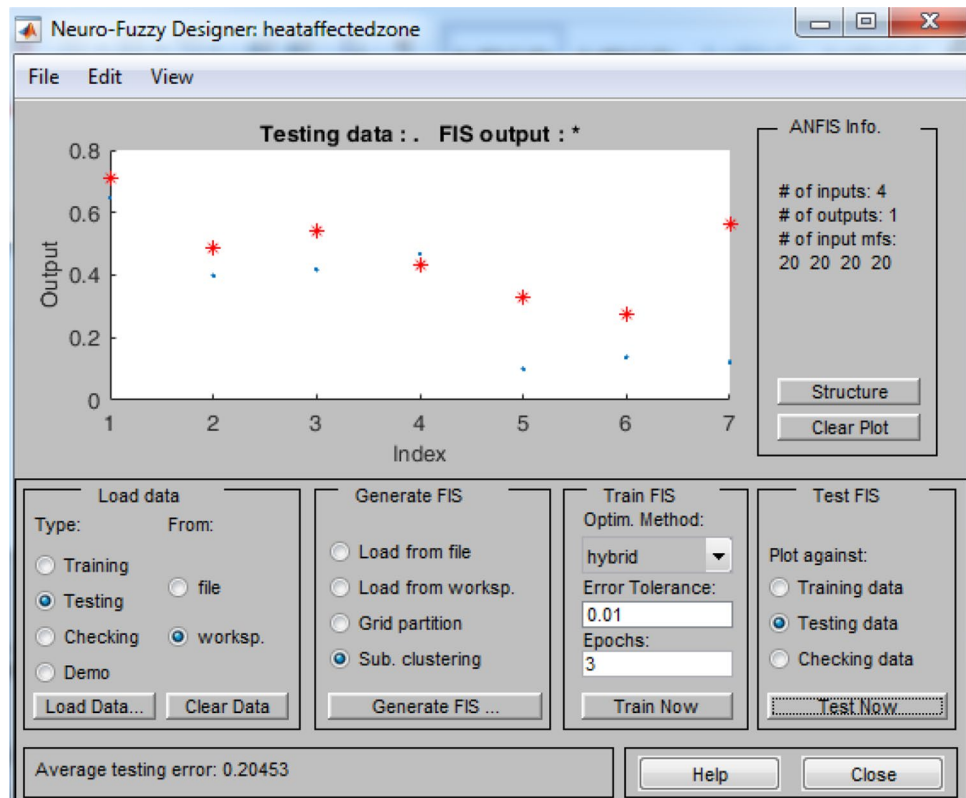 Neuro-Fuzzy Designer: heataffectedzone
File Edit View
Testing data : . FIS output : *
0.8
0.6
0.4
0.2
0
Output
1 2 3 4 5 6 7
Index
ANFIS Info.
# of inputs: 4
# of outputs: 1
# of input mfs:
20 20 20 20
Structure
Clear Plot
Load data
Type: From:
Training
file
Testing
Checking
worksp.
Demo
Load Data... Clear Data
Generate FIS
Load from file
Load from worksp.
Grid partition
Sub. clustering
Generate FIS ...
Train FIS
Optim. Method:
hybrid
Error Tolerance:
0.01
Epochs:
3
Train Now
Test FIS
Plot against:
Training data
Testing data
Checking data
Test Now
Average testing error: 0.20453
Help Close